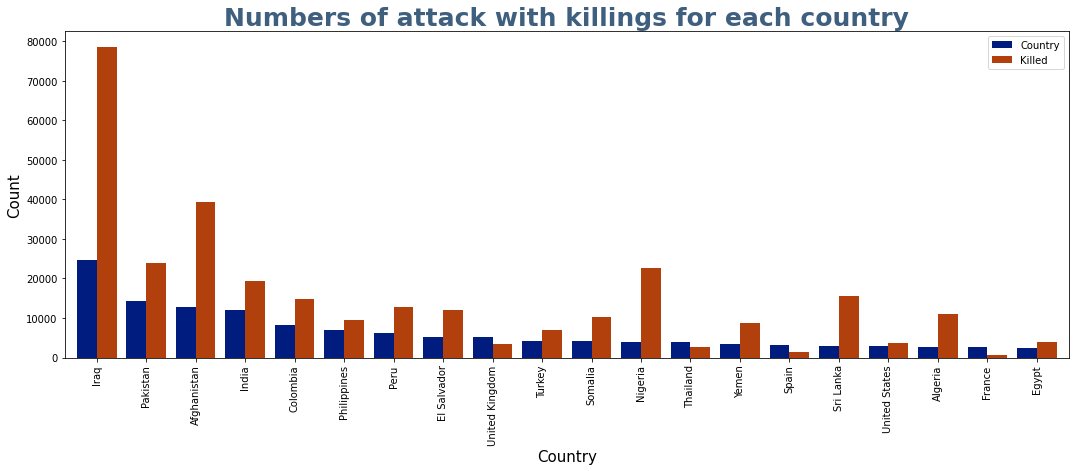 Numbers of attack with killings for each country
Country
Killed
Count
80000
70000
60000
50000
40000
30000
20000
10000
0
Iraq
Pakistan
Afghanistan
India
Colombia
Philippines
Peru
El Salvador
United Kingdom
Turkey
Somalia
Nigeria
Thailand
Yemen
Spain
Sri Lanka
United States
Algeria
France
Egypt
Country